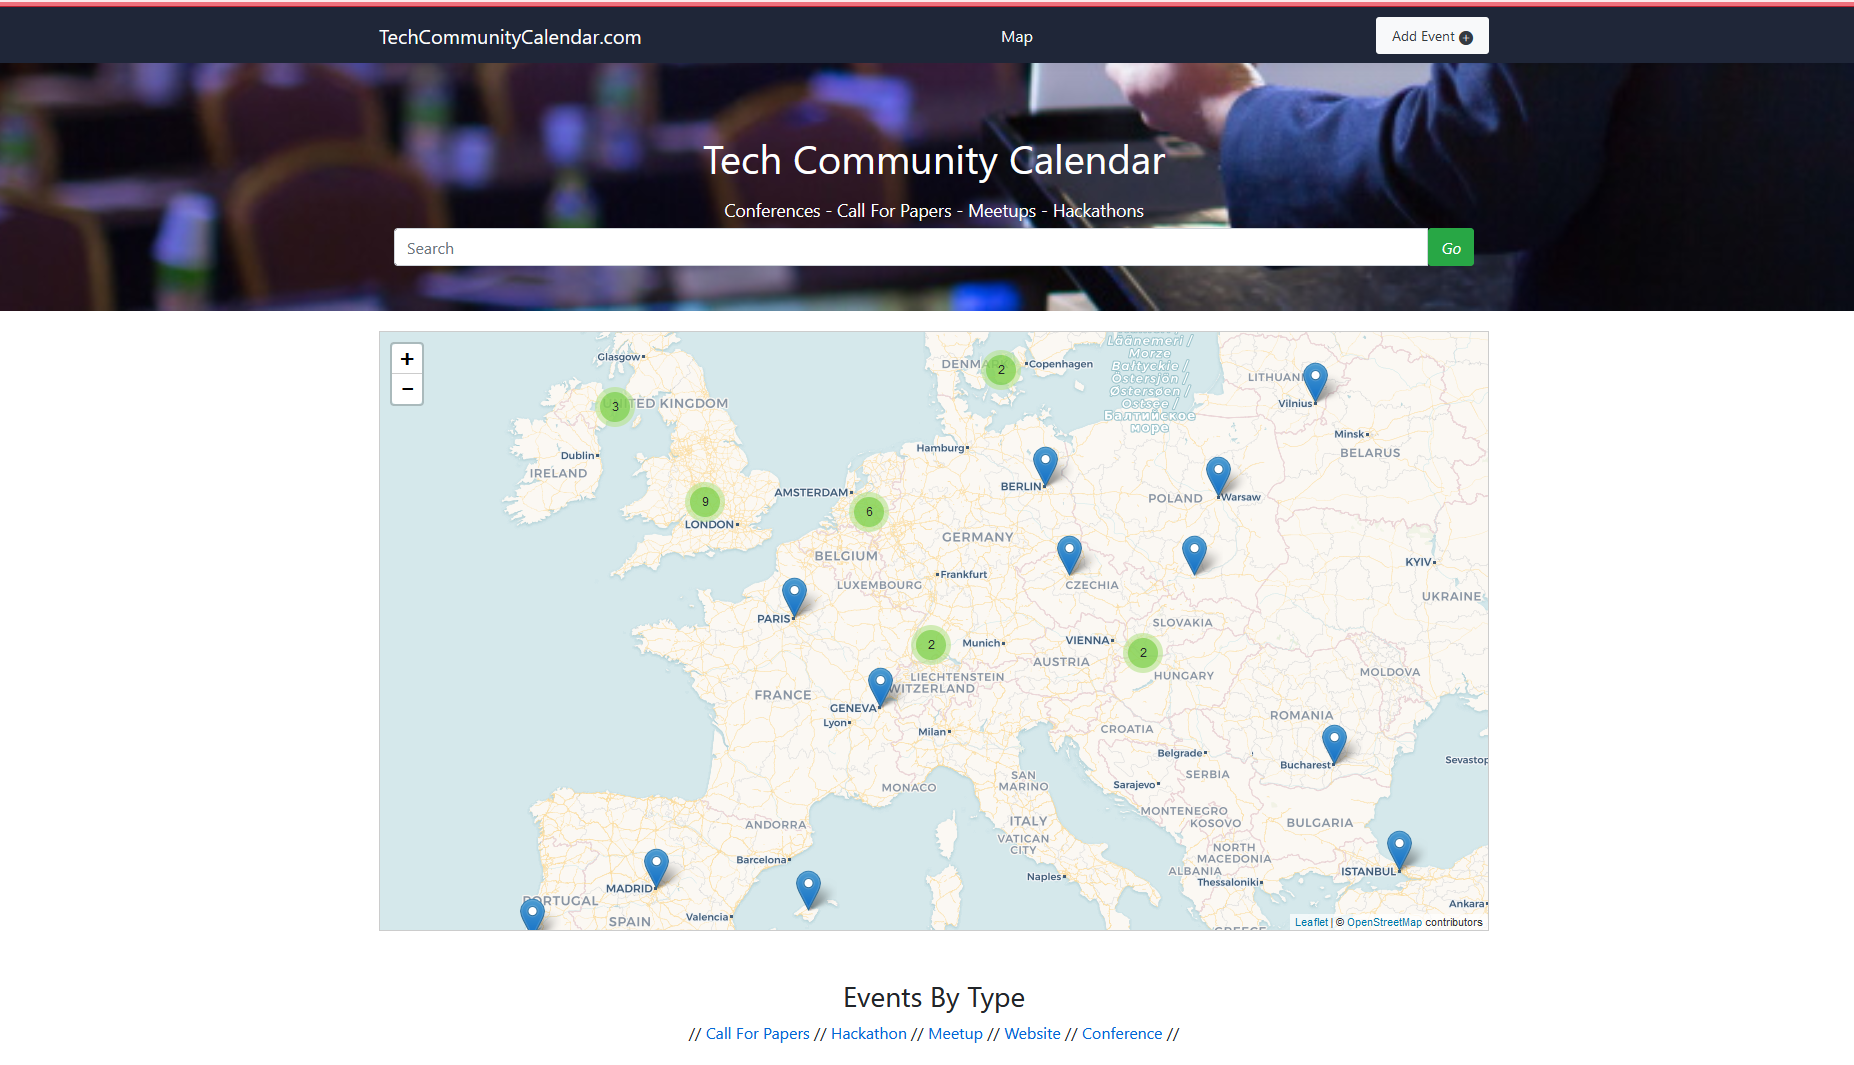 TechCommunityCalendar.com
Map
Add Event
Tech Community Calendar
Conferences - Call For Papers - Meetups - Hackathons
Search
Go
+
−
Läänemeri /
Morze
Bałtyckie /
Östersjön /
Østersøen /
Ostsee /
Балтийское
море
Glasgow
DENM
2
Copenhagen
LITHUAN
Vilnius
3
TED KINGDOM
Minsk
BELARUS
Dublin
IRELAND
Hamburg
9
LONDON
AMSTERDAM
6
BERLIN
POLAND
Warsaw
GERMANY
BELGIUM
KYIV
Frankfurt
LUXEMBOURG
CZECHIA
UKRAINE
PARIS
SLOVAKIA
2
Munich
VIENNA
2
AUSTRIA
LIECHTENSTEIN
WITZERLAND
HUNGARY
MOLDOVA
FRANCE
GENEVA
Lyon
Milan
ROMANIA
CROATIA
Belgrade
Bucharest
Sevastop
SAN
MARINO
SERBIA
Sarajevo
MONACO
MONTENEGRO
KOSOVO
ITALY
BULGARIA
ANDORRA
VATICAN
CITY
NORTH
MACEDONIA
Barcelona
ALBANIA
ISTANBUL
Naples
Thessaloniki
MADRID
PORTUGAL
SPAIN
Valencia
Ankara
GREECE
Leaflet | © OpenStreetMap contributors
Events By Type
// Call For Papers // Hackathon // Meetup // Website // Conference //